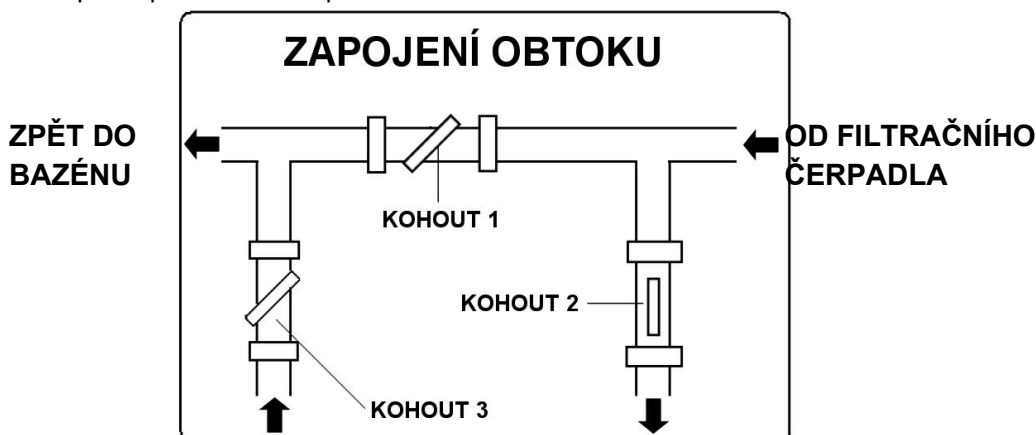 ZAPOJENÍ OBTOKU
ZPĚT DO
BAZÉNU
OD FILTRAČNÍHO
ČERPADLA
KOHOUT 1
KOHOUT 2
KOHOUT 3